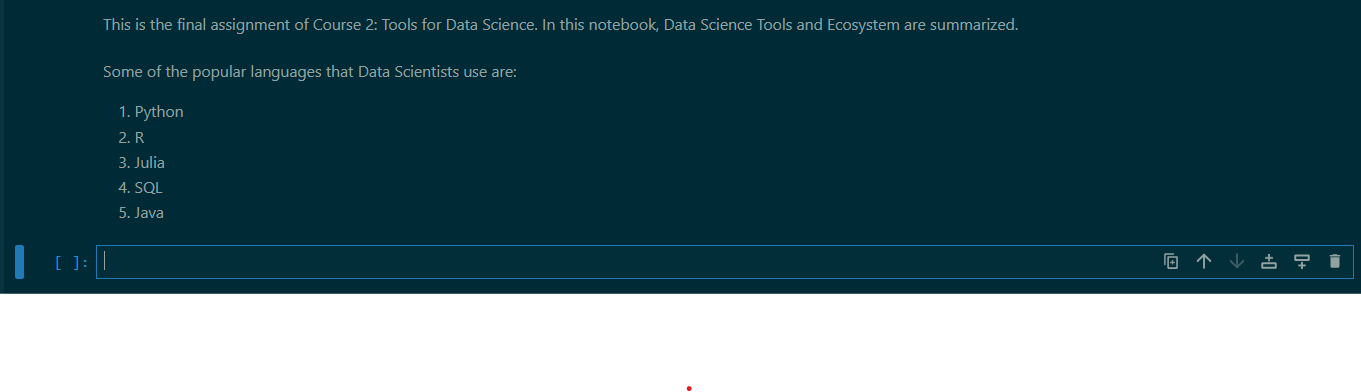 This is the final assignment of Course 2: Tools for Data Science. In this notebook, Data Science Tools and Ecosystem are summarized.
Some of the popular languages that Data Scientists use are:
1. Python
2. R
3. Julia
4. SQL
5. Java
[ ]: